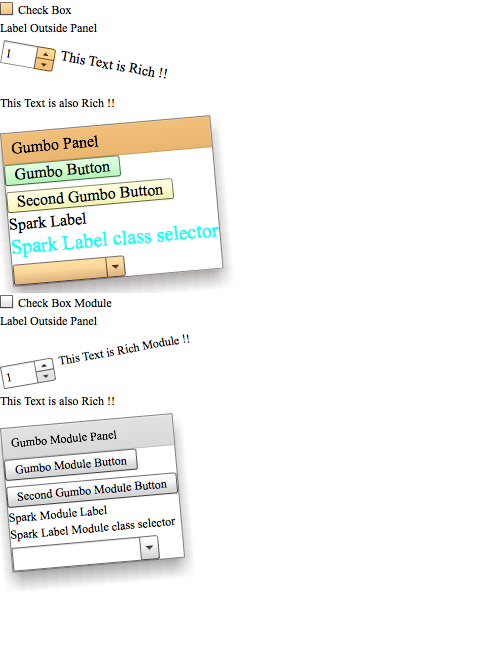 Check Box
Label Outside Panel
1
This Text is Rich !!
This Text is also Rich !!
Gumbo Panel
Gumbo Button
Second Gumbo Button
Spark Label
Spark Label class selector
Check Box Module
Label Outside Panel
1
This Text is Rich Module !!
This Text is also Rich !!
Gumbo Module Panel
Gumbo Module Button
Second Gumbo Module Button
Spark Module Label
Spark Label Module class selector